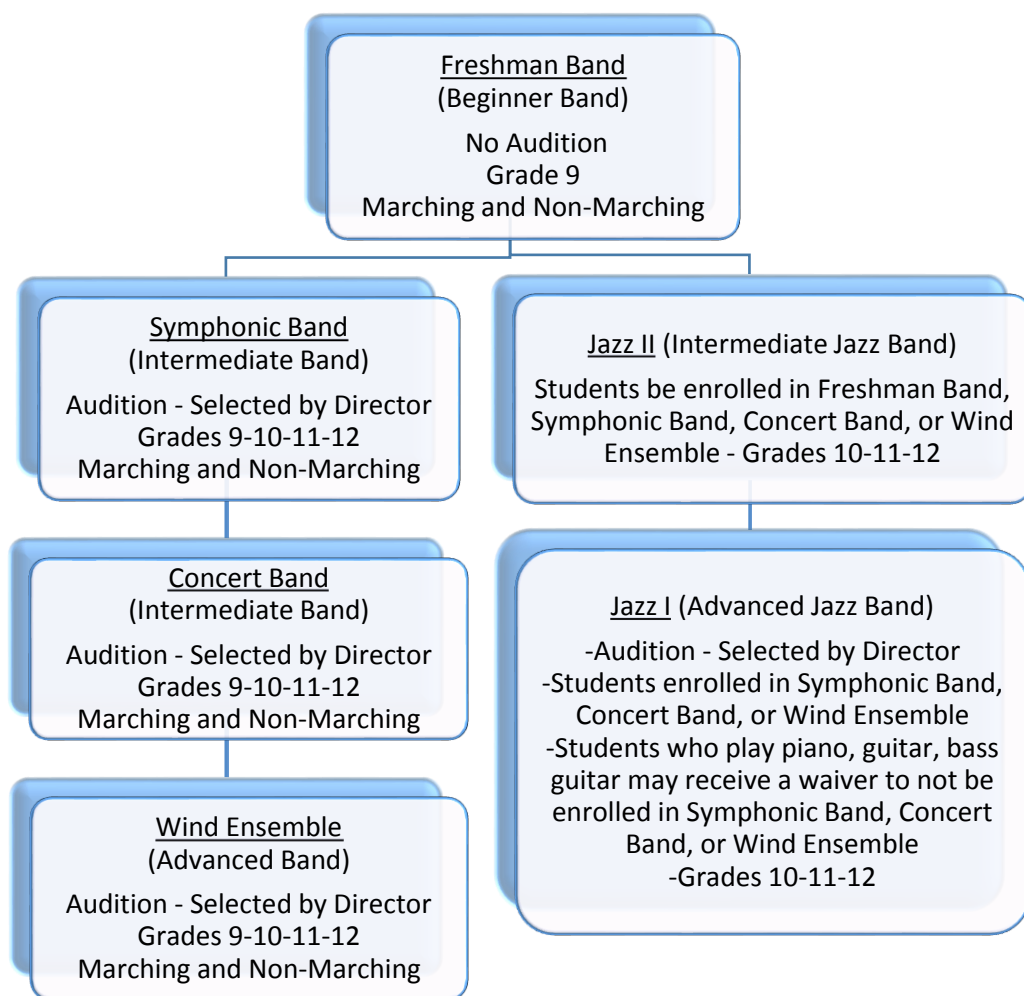 Freshman Band
(Beginner Band)
No Audition
Grade 9
Marching and Non-Marching
Symphonic Band
(Intermediate Band)
Audition - Selected by Director
Grades 9-10-11-12
Marching and Non-Marching
Concert Band
(Intermediate Band)
Audition - Selected by Director
Grades 9-10-11-12
Marching and Non-Marching
Wind Ensemble
(Advanced Band)
Audition - Selected by Director
Grades 9-10-11-12
Marching and Non-Marching
Jazz II (Intermediate Jazz Band)
Students be enrolled in Freshman Band,
Symphonic Band, Concert Band, or Wind
Ensemble - Grades 10-11-12
Jazz I (Advanced Jazz Band)
-Audition - Selected by Director
-Students enrolled in Symphonic Band,
Concert Band, or Wind Ensemble
-Students who play piano, guitar, bass
guitar may receive a waiver to not be
enrolled in Symphonic Band, Concert
Band, or Wind Ensemble
-Grades 10-11-12